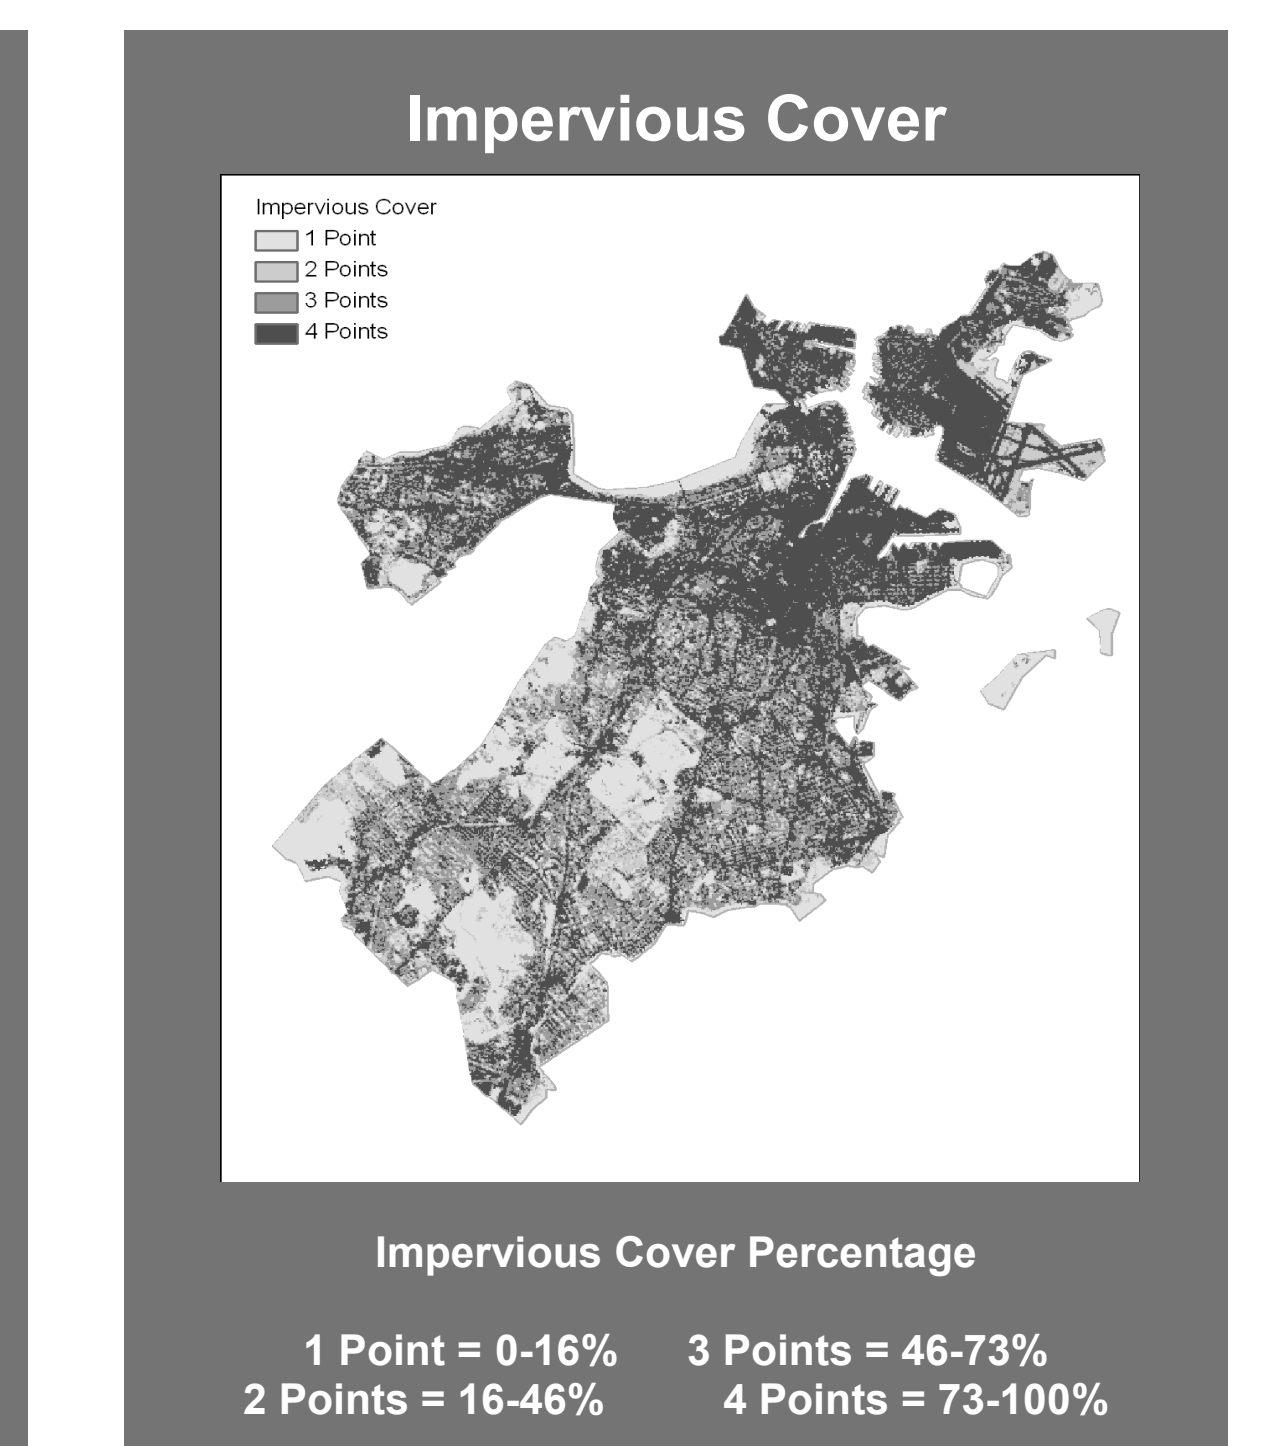 Impervious Cover
Impervious Cover
1 Point
2 Points
3 Points
4 Points
Impervious Cover Percentage
1 Point = 0-16% 3 Points = 46-73%
2 Points = 16-46% 4 Points = 73-100%